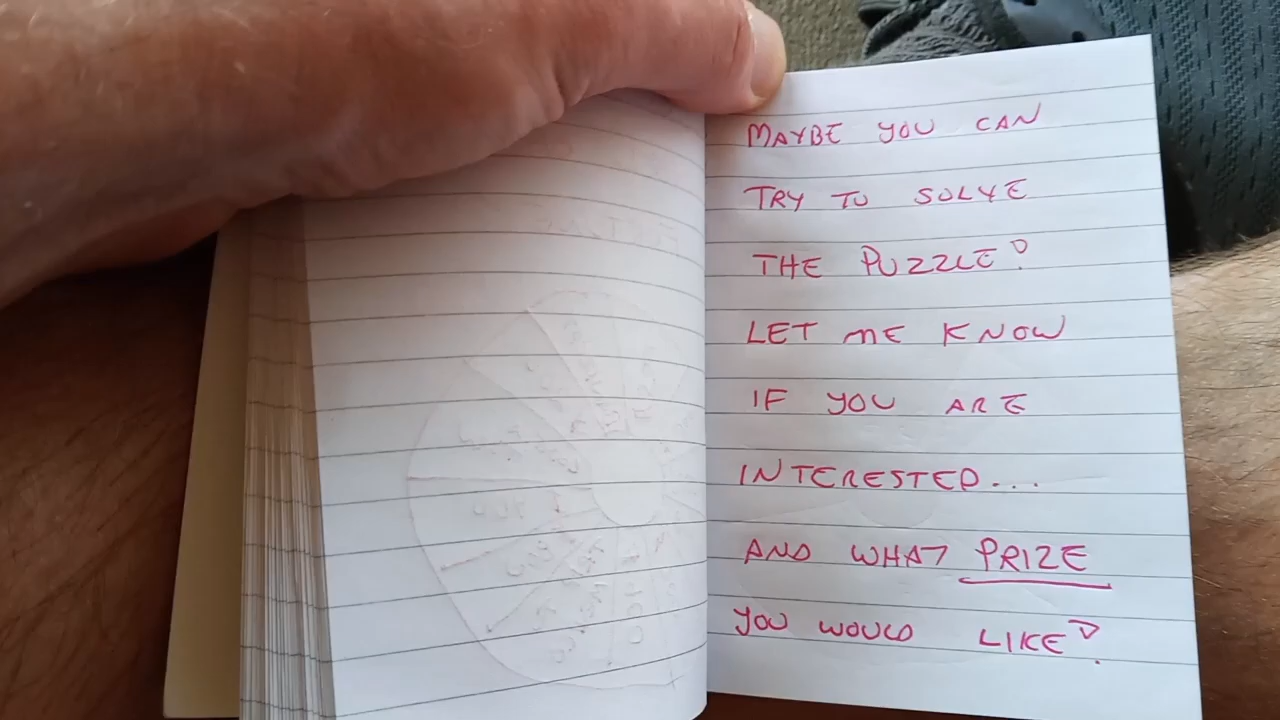 MAYBE YOU CAN
TRY TO SOLVE
THE PUZZLE?
LET ME KNOW
IF YOU ARE
INTERESTED...
AND WHAT PRIZE
YOU WOULD LIKE?